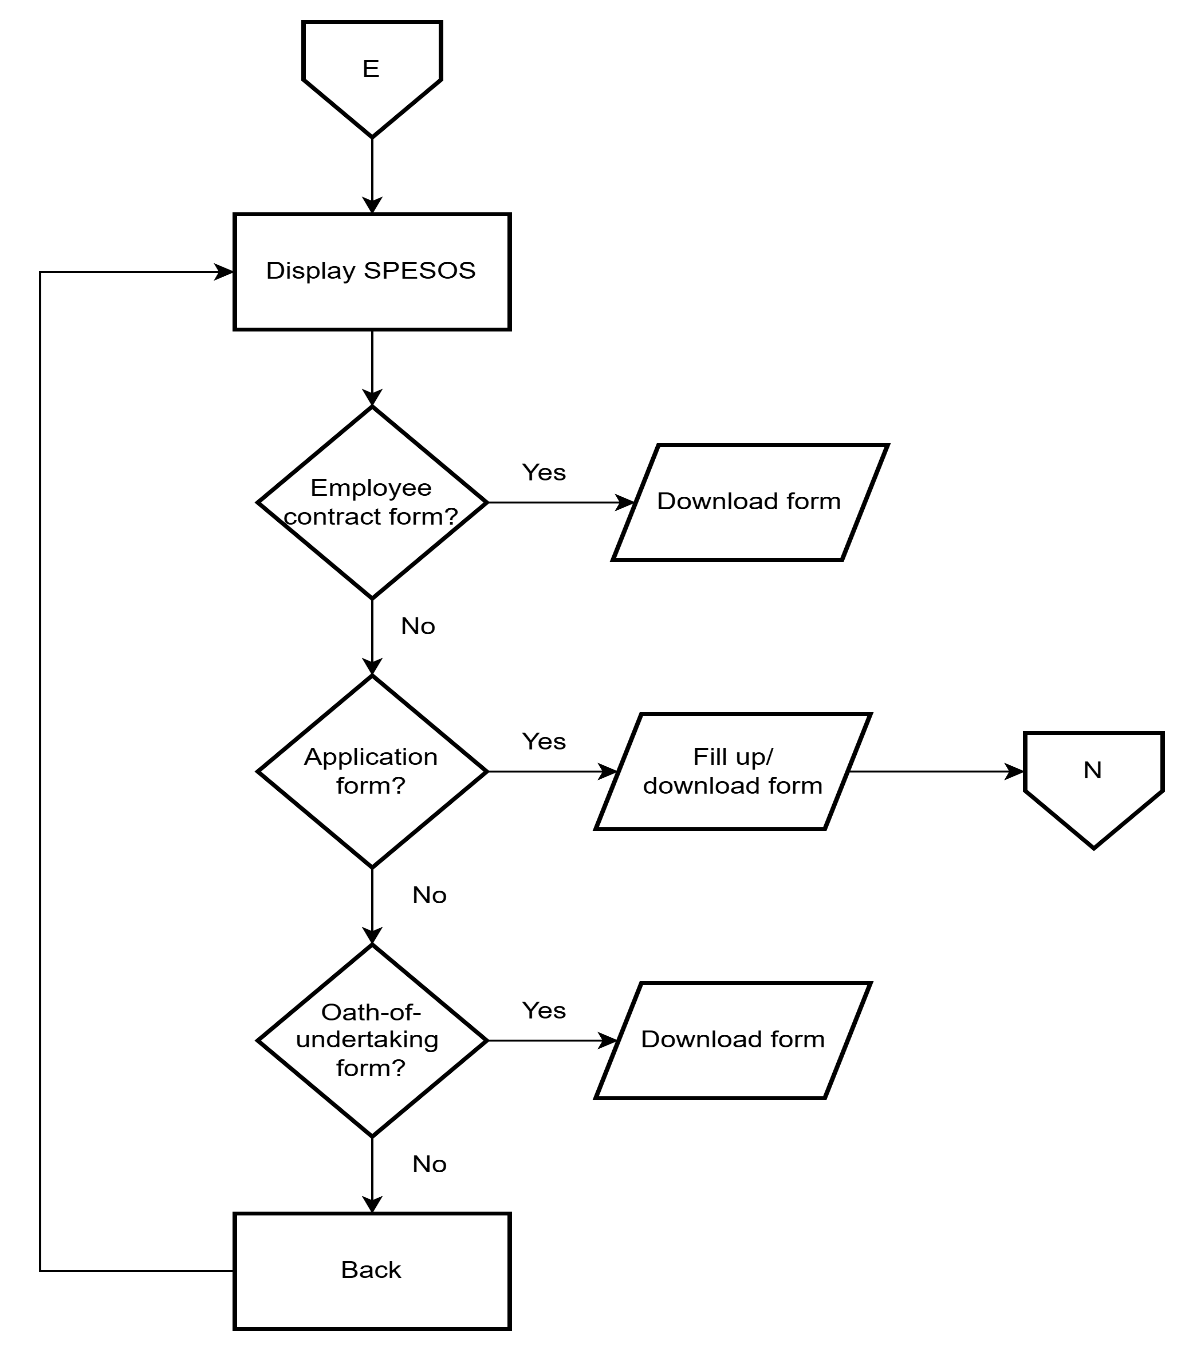 E
Display SPESOS
Employee
contract form?
Yes
Download form
No
Application
form?
Yes
Fill up/
download form
N
No
Oath-of-
undertaking
form?
Yes
Download form
No
Back